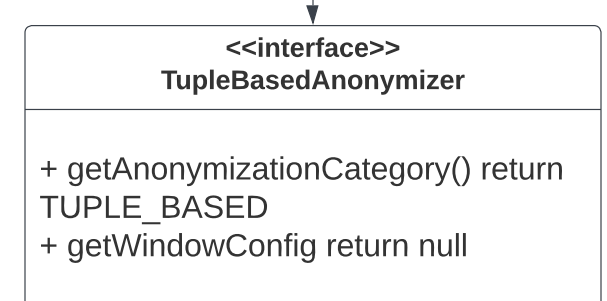 <<interface>>
TupleBasedAnonymizer
+ getAnonymizationCategory() return
TUPLE_BASED
+ getWindowConfig return null